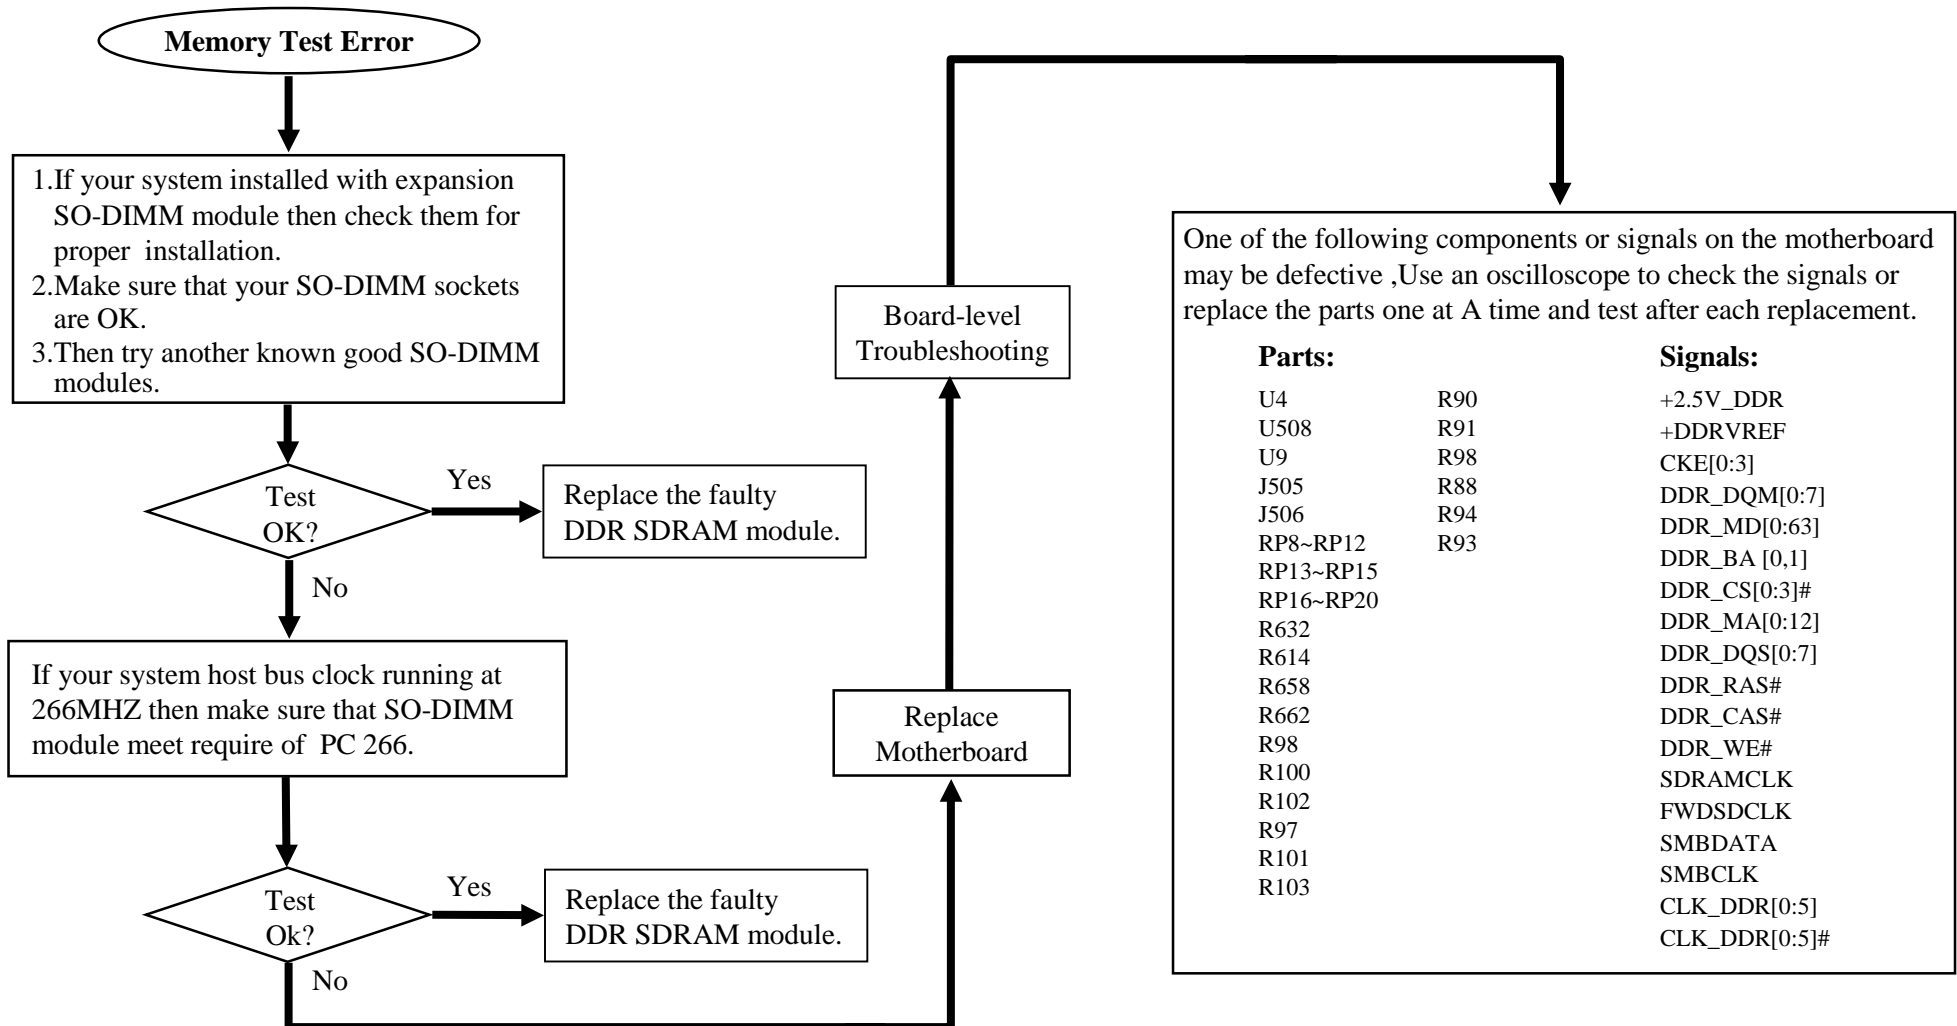 Memory Test Error
1.If your system installed with expansion
SO-DIMM module then check them for
proper installation.
2.Make sure that your SO-DIMM sockets
are OK.
3.Then try another known good SO-DIMM
modules.
Test
OK?
Yes
Replace the faulty
DDR SDRAM module.
No
If your system host bus clock running at
266MHZ then make sure that SO-DIMM
module meet require of PC 266.
Test
Ok?
Yes
Replace the faulty
DDR SDRAM module.
No
Replace
Motherboard
Board-level
Troubleshooting
One of the following components or signals on the motherboard
may be defective ,Use an oscilloscope to check the signals or
replace the parts one at A time and test after each replacement.
Parts:
U4
U508
U9
J505
J506
RP8~RP12
RP13~RP15
RP16~RP20
R632
R614
R658
R662
R98
R100
R102
R97
R101
R103
R90
R91
R98
R88
R94
R93
Signals:
+2.5V_DDR
+DDRVREF
CKE[0:3]
DDR_DQM[0:7]
DDR_MD[0:63]
DDR_BA [0,1]
DDR_CS[0:3]#
DDR_MA[0:12]
DDR_DQS[0:7]
DDR_RAS#
DDR_CAS#
DDR_WE#
SDRAMCLK
FWDSDCLK
SMBDATA
SMBCLK
CLK_DDR[0:5]
CLK_DDR[0:5]#